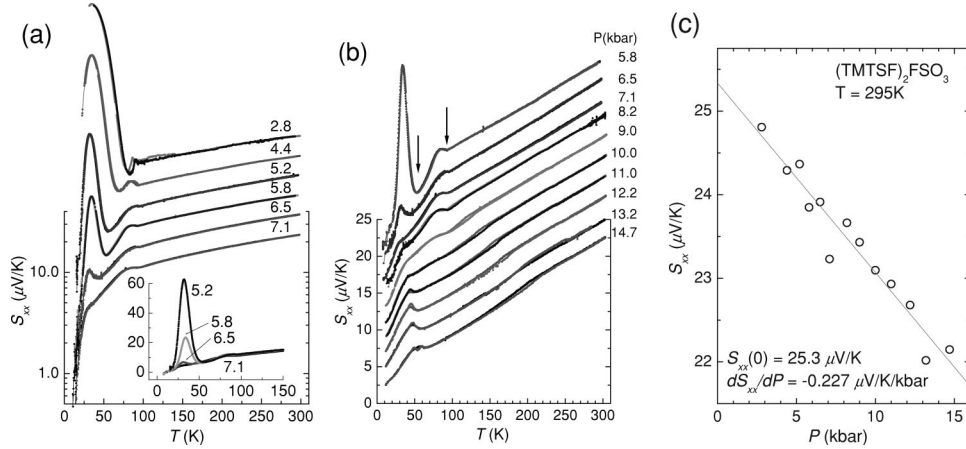 (a)
2.8
4.4
5.2
5.8
6.5
7.1
10.0
1.0
S_xx (μV/K)
0 50 100 150 200 250 300
T (K)
60
40
20
0
0 50 100 150
5.2
5.8
6.5
7.1
(b)
P(kbar)
5.8
6.5
7.1
8.2
9.0
10.0
11.0
12.2
13.2
14.7
25
20
15
10
5
0
S_xx (μV/K)
0 50 100 150 200 250 300
T (K)
(c)
0 5 10 15
(TMTSF)₂FSO₃
T = 295K
25
24
23
22
S_xx (μV/K)
S_xx(0) = 25.3 μV/K
dS_xx/dP = -0.227 μV/K/kbar
0 5 10 15
P (kbar)